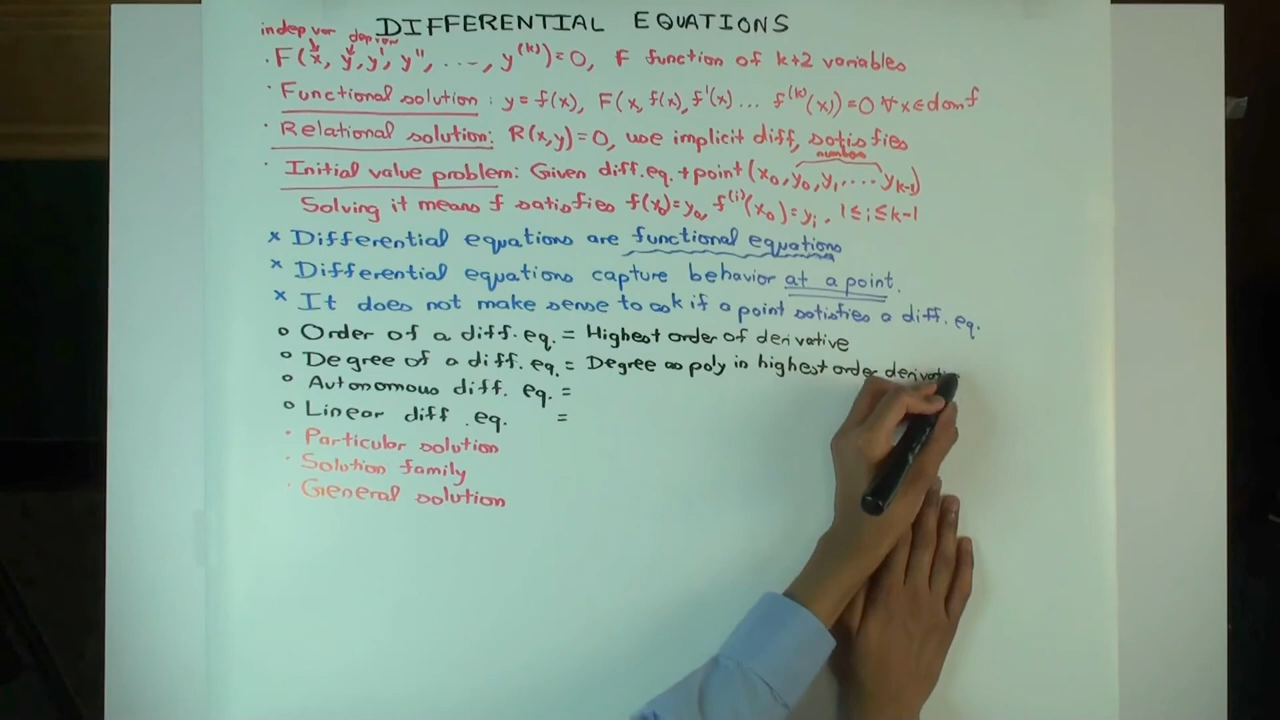 DIFFERENTIAL EQUATIONS
indep var dep var
· F(x, y, y', y'', ..., y^(k)) = 0, F function of k+2 variables
· Functional solution: y = f(x), F(x, f(x), f'(x) ... f^(k)(x)) = 0 ∀ x ∈ dom f
· Relational solution: R(x,y) = 0, use implicit diff, satisfies
numbers
· Initial value problem: Given diff. eq. + point (x₀, y₀, y₁, .... y_{k-1})
Solving it means f satisfies f(x₀) = y₀, f^(i)(x₀) = y_i, 1 ≤ i ≤ k-1
x Differential equations are functional equations
x Differential equations capture behavior at a point.
x It does not make sense to ask if a point satisfies a diff. eq.
o Order of a diff. eq. = Highest order of derivative
o Degree of a diff. eq. = Degree as poly in highest order
o Autonomous diff. eq. =
o Linear diff. eq. =
· Particular solution
· Solution family
· General solution